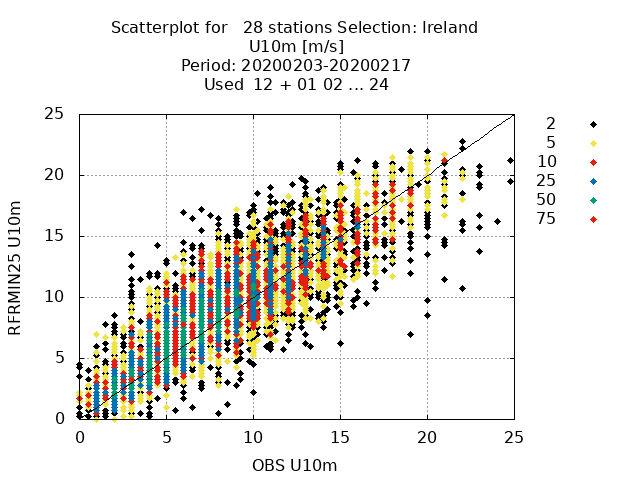 Scatterplot for 28 stations Selection: Ireland
U10m [m/s]
Period: 20200203-20200217
Used 12 + 01 02 ... 24
25
20
15
10
5
0
RFRMIN25 U10m
0 5 10 15 20 25
OBS U10m
2
5
10
25
50
75